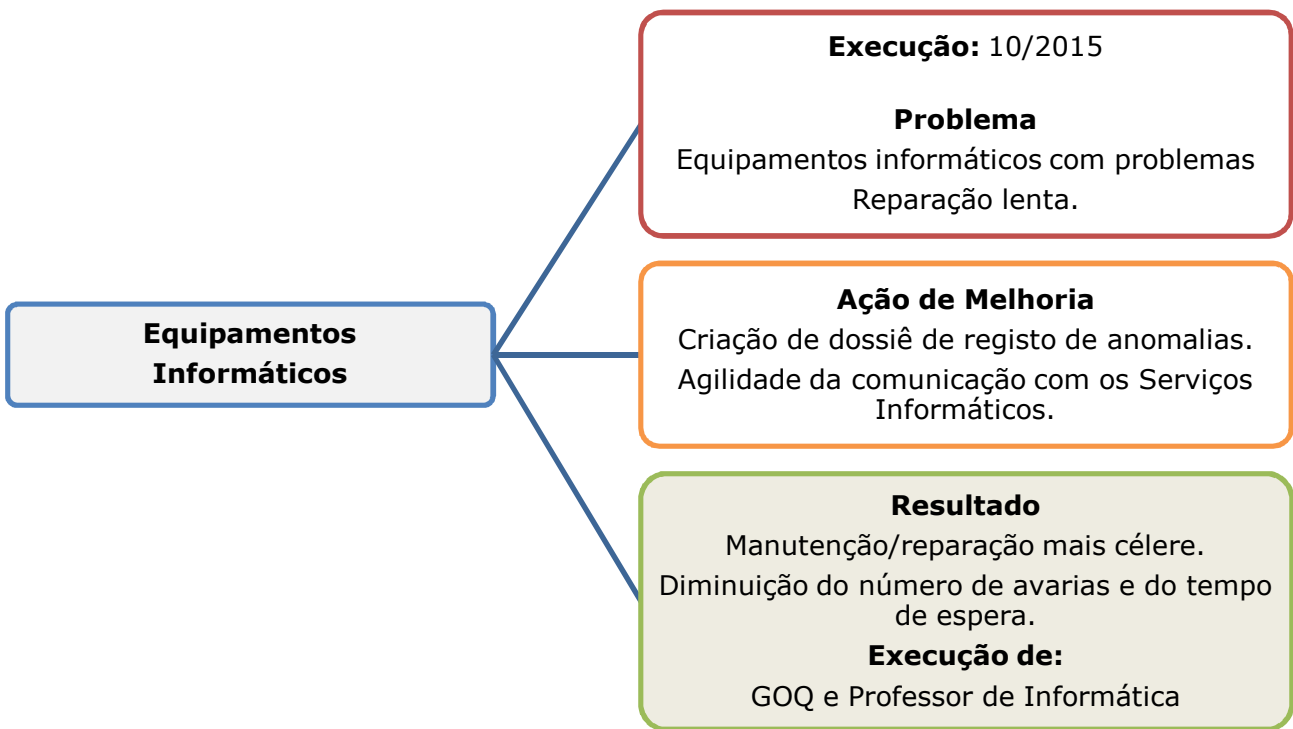 Equipamentos
Informáticos
Execução: 10/2015
Problema
Equipamentos informáticos com problemas
Reparação lenta.
Ação de Melhoria
Criação de dossiê de registo de anomalias.
Agilidade da comunicação com os Serviços
Informáticos.
Resultado
Manutenção/reparação mais célere.
Diminuição do número de avarias e do tempo
de espera.
Execução de:
GOQ e Professor de Informática